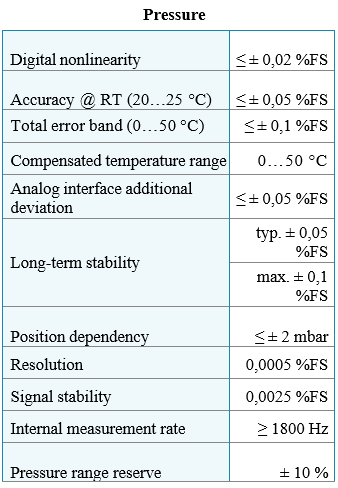 Pressure
Digital nonlinearity ≤ ± 0,02 %FS
Accuracy @ RT (20…25 °C) ≤ ± 0,05 %FS
Total error band (0…50 °C) ≤ ± 0,1 %FS
Compensated temperature range 0…50 °C
Analog interface additional
deviation ≤ ± 0,05 %FS
Long-term stability
typ. ± 0,05
%FS
max. ± 0,1
%FS
Position dependency ≤ ± 2 mbar
Resolution 0,0005 %FS
Signal stability 0,0025 %FS
Internal measurement rate ≥ 1800 Hz
Pressure range reserve ± 10 %